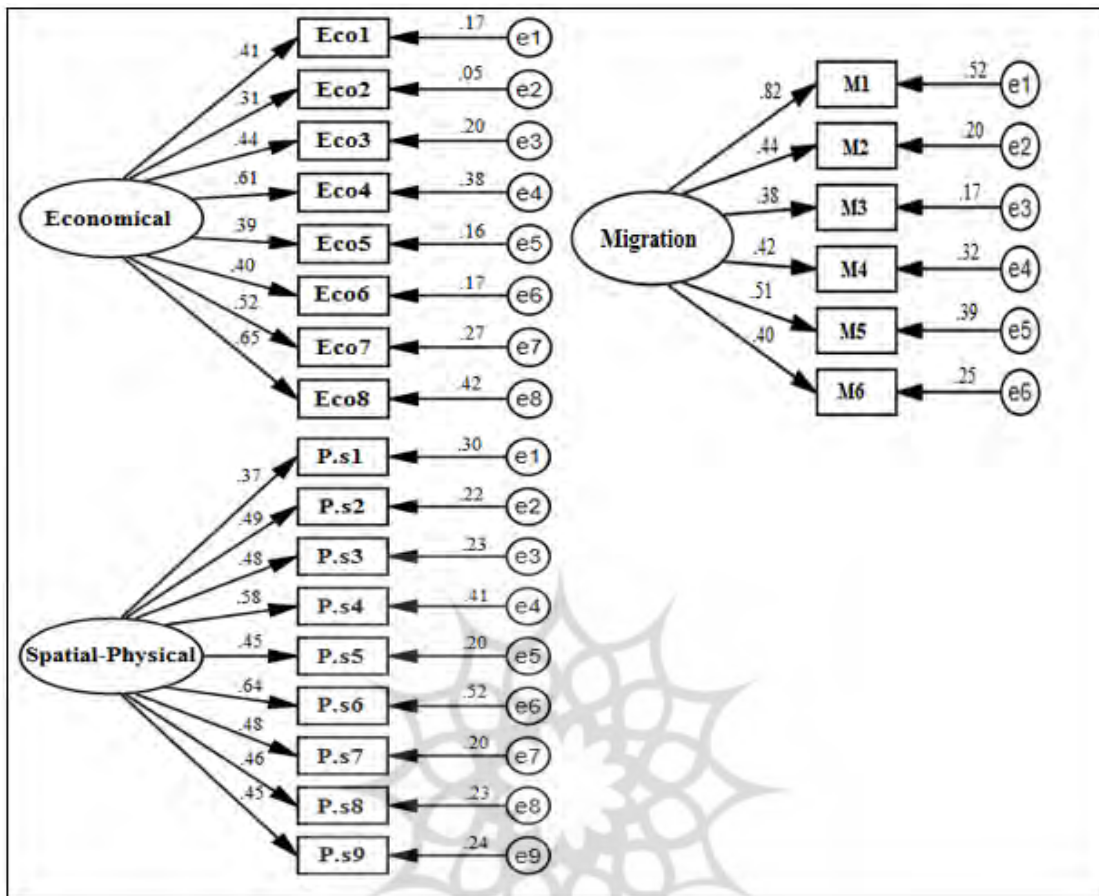 Economical
.41 Eco1 .17 e1
.31 Eco2 .05 e2
.44 Eco3 .20 e3
.61 Eco4 .38 e4
.39 Eco5 .16 e5
.40 Eco6 .17 e6
.52 Eco7 .27 e7
.65 Eco8 .42 e8
Spatial-Physical
.37 P.s1 .30 e1
.49 P.s2 .22 e2
.48 P.s3 .23 e3
.58 P.s4 .41 e4
.45 P.s5 .20 e5
.64 P.s6 .52 e6
.48 P.s7 .20 e7
.46 P.s8 .23 e8
.45 P.s9 .24 e9
Migration
.82 M1 .52 e1
.44 M2 .20 e2
.38 M3 .17 e3
.42 M4 .32 e4
.51 M5 .39 e5
.40 M6 .25 e6